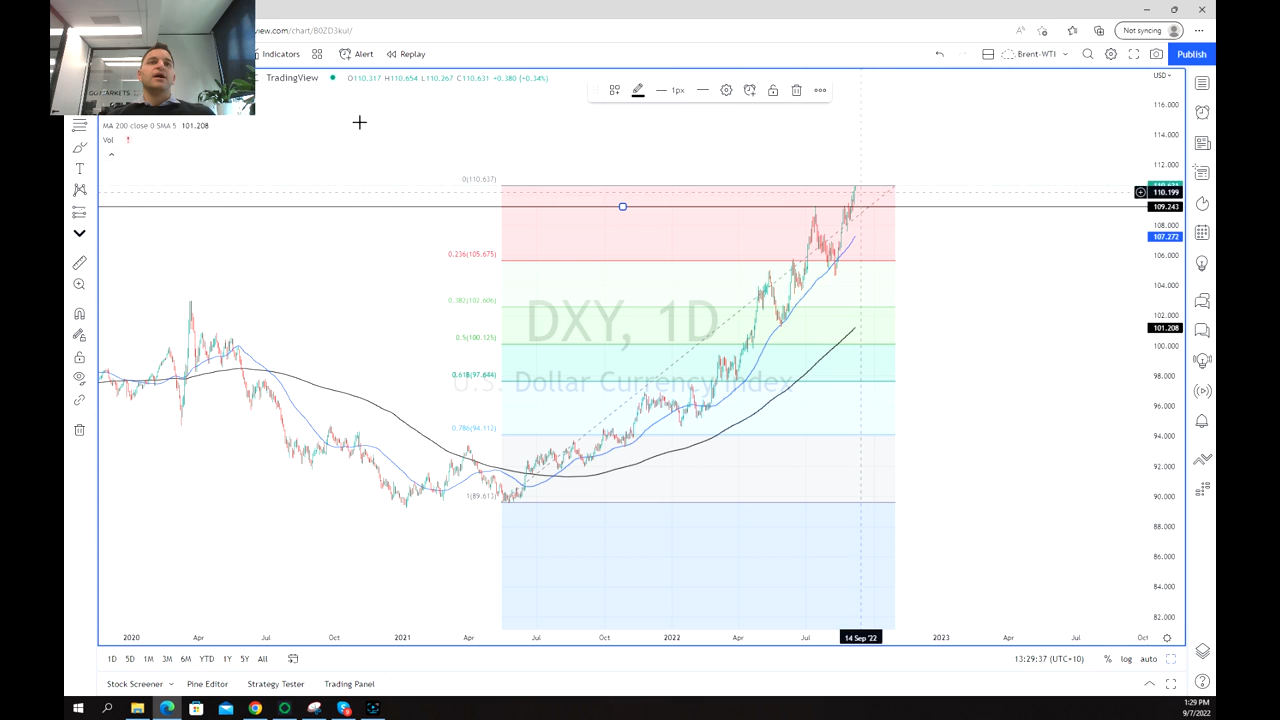 view.com/chart/B0ZD3kul/
Not syncing
Indicators
Alert
Replay
Brent-WTI
Publish
TradingView
O110.317 H110.654 L110.267 C110.631 +0.380 (+0.34%)
1px
USD
MA 200 close 0 SMA 5 101.208
Vol
GO MARKETS
116.000
114.000
112.000
110.631
110.199
109.243
108.000
107.272
106.000
104.000
102.000
101.208
100.000
98.000
96.000
94.000
92.000
90.000
88.000
86.000
84.000
82.000
0(110.637)
0.236(105.675)
0.382(102.606)
0.5(100.125)
0.618(97.644)
0.786(94.112)
1(89.613)
DXY, 1D
U.S. Dollar Currency Index
2020
Apr
Jul
Oct
2021
Apr
Jul
Oct
2022
Apr
Jul
14 Sep '22
2023
Apr
Jul
Oct
1D
5D
1M
3M
6M
YTD
1Y
5Y
All
13:29:37 (UTC+10)
%
log
auto
Stock Screener
Pine Editor
Strategy Tester
Trading Panel
1:29 PM
9/7/2022